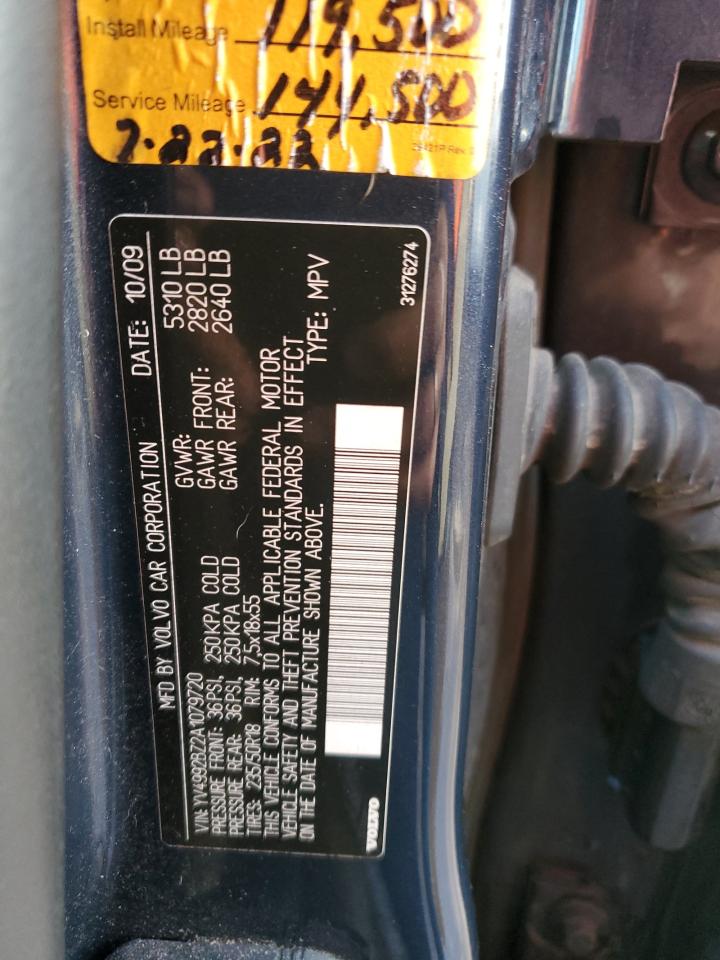 Install Mileage 119,500
Service Mileage 144,500
7-22-22
MFD BY VOLVO CAR CORPORATION DATE: 10/09
GVWR: 5310 LB
GAWR FRONT: 2820 LB
GAWR REAR: 2640 LB
VIN: YV4992BZ2A1079720
PRESSURE FRONT: 36PSI, 250KPA COLD
PRESSURE REAR: 36PSI, 250KPA COLD
TIRES: 235/50R18 RIM: 7,5x18x55
THIS VEHICLE CONFORMS TO ALL APPLICABLE FEDERAL MOTOR
VEHICLE SAFETY AND THEFT PREVENTION STANDARDS IN EFFECT
ON THE DATE OF MANUFACTURE SHOWN ABOVE. TYPE: MPV
VOLVO 31276274